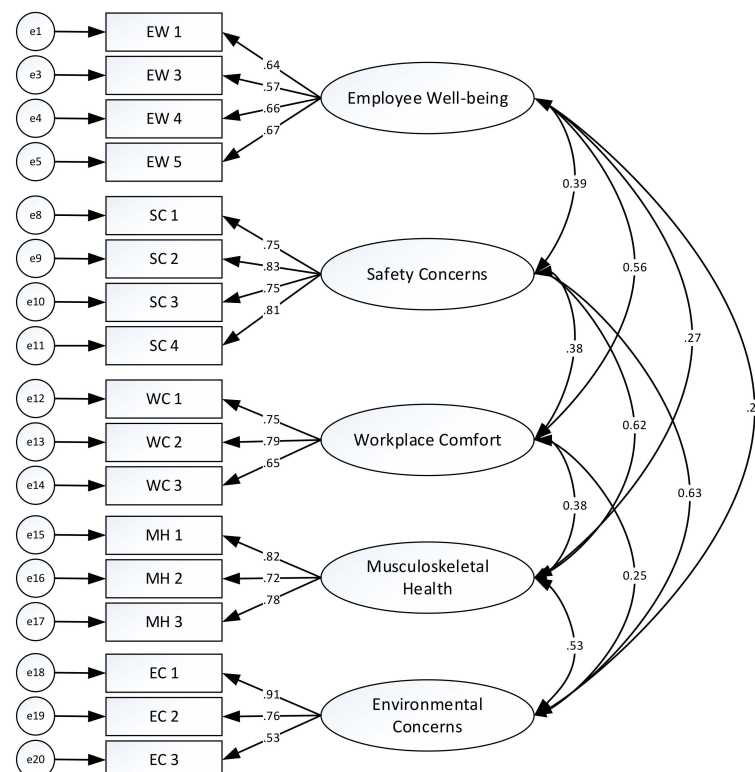 e1
EW 1
.64
e3
EW 3
.57
e4
EW 4
.66
e5
EW 5
.67
Employee Well-being
0.39
e8
SC 1
.75
e9
SC 2
.83
e10
SC 3
.75
e11
SC 4
.81
Safety Concerns
0.56
.27
.38
.2
e12
WC 1
.75
e13
WC 2
.79
e14
WC 3
.65
Workplace Comfort
0.62
0.63
0.38
e15
MH 1
.82
e16
MH 2
.72
e17
MH 3
.78
Musculoskeletal
Health
0.25
.53
e18
EC 1
.91
e19
EC 2
.76
e20
EC 3
.53
Environmental
Concerns